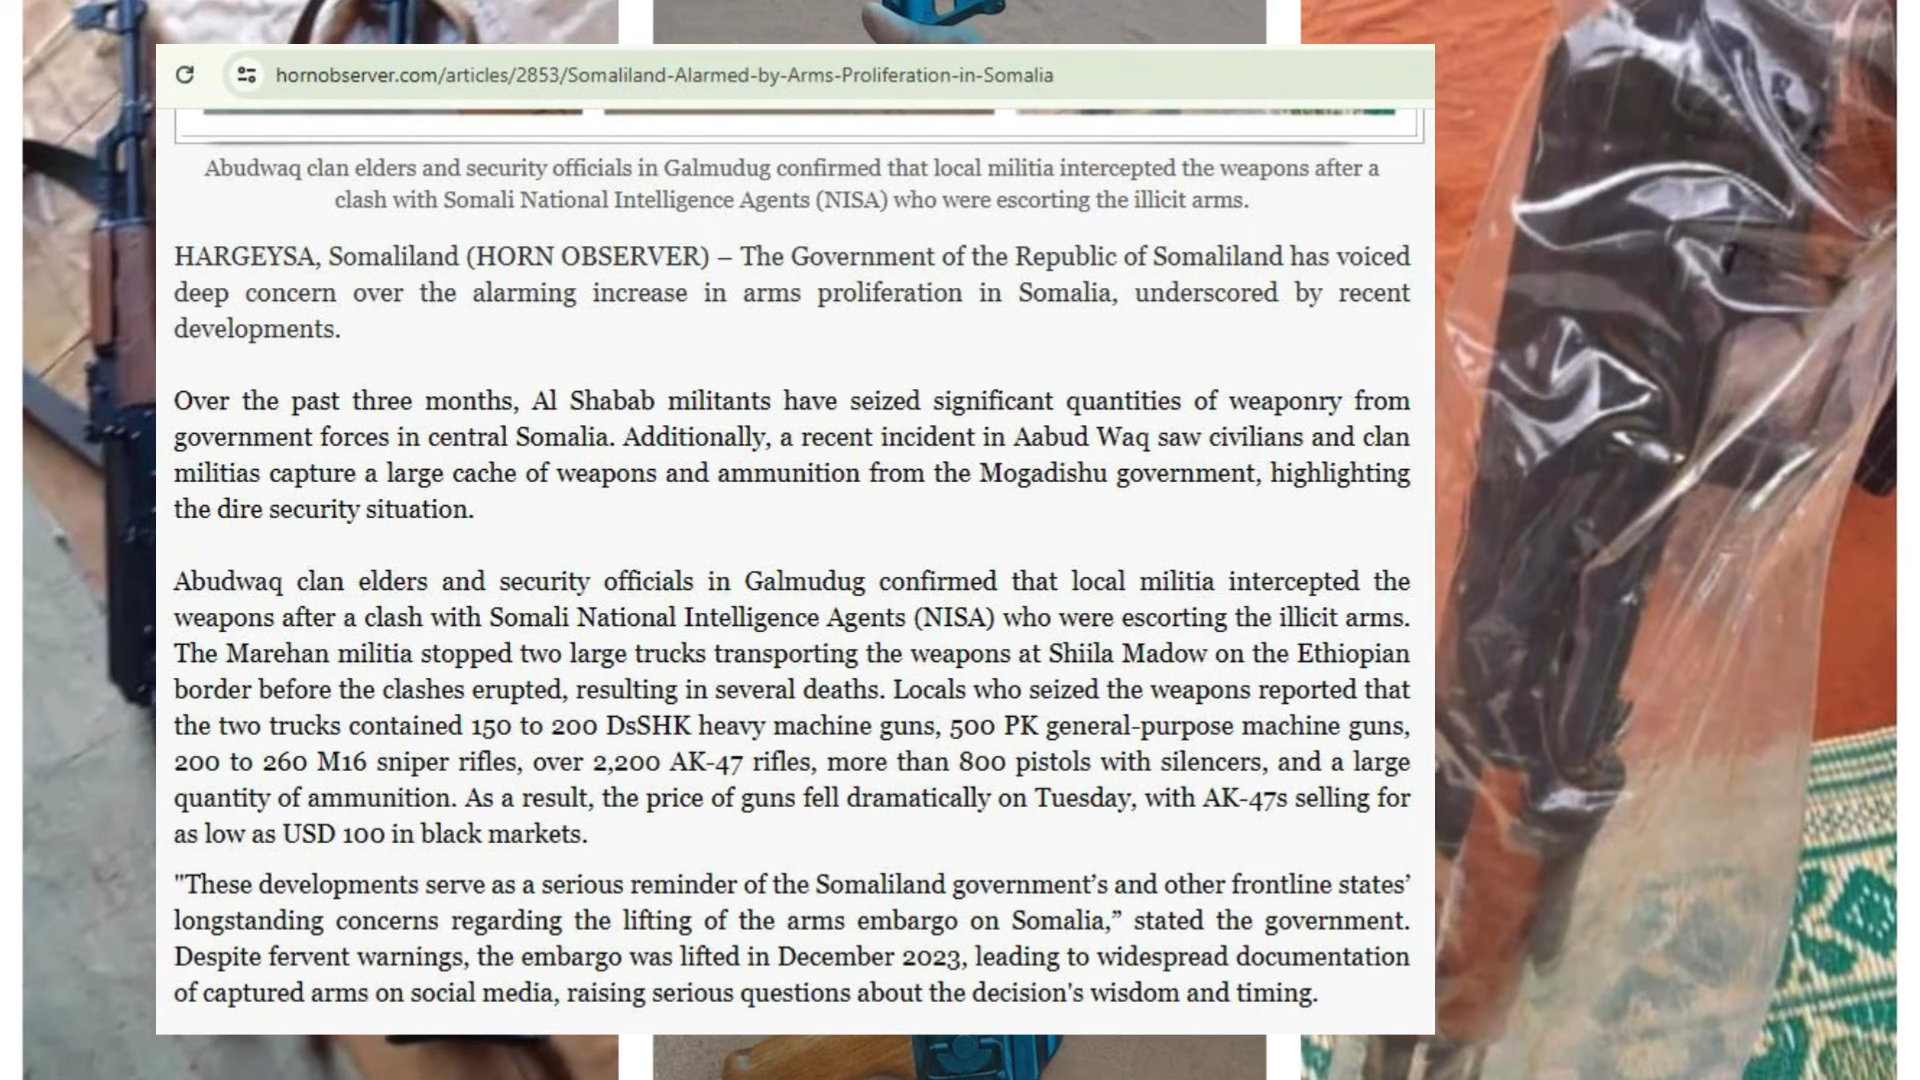 hornobserver.com/articles/2853/Somaliland-Alarmed-by-Arms-Proliferation-in-Somalia
Abudwaq clan elders and security officials in Galmudug confirmed that local militia intercepted the weapons after a
clash with Somali National Intelligence Agents (NISA) who were escorting the illicit arms.
HARGEYSA, Somaliland (HORN OBSERVER) – The Government of the Republic of Somaliland has voiced
deep concern over the alarming increase in arms proliferation in Somalia, underscored by recent
developments.
Over the past three months, Al Shabab militants have seized significant quantities of weaponry from
government forces in central Somalia. Additionally, a recent incident in Aabud Waq saw civilians and clan
militias capture a large cache of weapons and ammunition from the Mogadishu government, highlighting
the dire security situation.
Abudwaq clan elders and security officials in Galmudug confirmed that local militia intercepted the
weapons after a clash with Somali National Intelligence Agents (NISA) who were escorting the illicit arms.
The Marehan militia stopped two large trucks transporting the weapons at Shiila Madow on the Ethiopian
border before the clashes erupted, resulting in several deaths. Locals who seized the weapons reported that
the two trucks contained 150 to 200 DsSHK heavy machine guns, 500 PK general-purpose machine guns,
200 to 260 M16 sniper rifles, over 2,200 AK-47 rifles, more than 800 pistols with silencers, and a large
quantity of ammunition. As a result, the price of guns fell dramatically on Tuesday, with AK-47s selling for
as low as USD 100 in black markets.
"These developments serve as a serious reminder of the Somaliland government’s and other frontline states’
longstanding concerns regarding the lifting of the arms embargo on Somalia,” stated the government.
Despite fervent warnings, the embargo was lifted in December 2023, leading to widespread documentation
of captured arms on social media, raising serious questions about the decision's wisdom and timing.